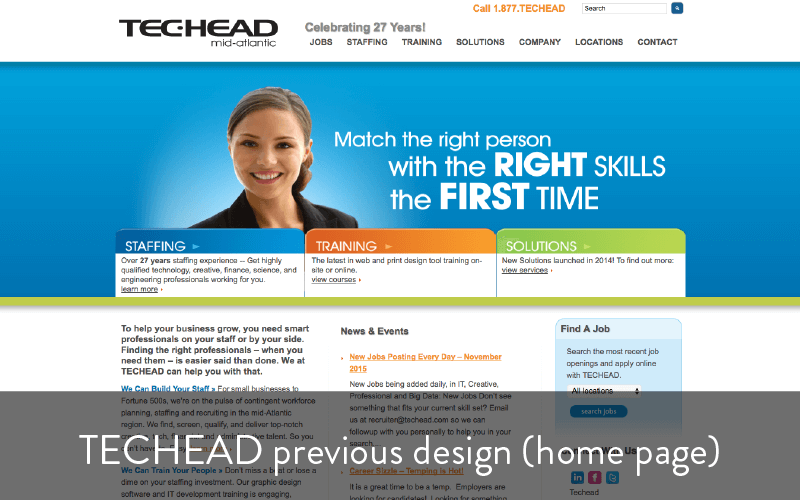 Call 1.877.TECHEAD
Search
TECHEAD
mid-atlantic
Celebrating 27 Years!
JOBS STAFFING TRAINING SOLUTIONS COMPANY LOCATIONS CONTACT
Match the right person
with the RIGHT SKILLS
the FIRST TIME
STAFFING
Over 27 years staffing experience -- Get highly
qualified technology, creative, finance, science, and
engineering professionals working for you.
learn more ›
TRAINING
The latest in web and print design tool training on-
site or online.
view courses ›
SOLUTIONS
New Solutions launched in 2014! To find out more:
view services ›
To help your business grow, you need smart
professionals on your staff or by your side.
Finding the right professionals – when you
need them – is easier said than done. We at
TECHEAD can help you with that.
We Can Build Your Staff » For small businesses to
Fortune 500s, we're on the pulse of contingent workforce
planning, staffing and recruiting in the mid-Atlantic
region. We find, screen, qualify, and deliver top-notch
administrative talent. So you
We Can Train Your People » Don't miss a beat or lose a
dime on your staffing investment. Our graphic design
software and IT development training is engaging,
News & Events
New Jobs Posting Every Day – November
2015
New Jobs being added daily, in IT, Creative,
Professional and Big Data: New Jobs Don't see
something that fits your current skill set? Email
us at recruiter@techead.com so we can
followup with you personally to help you in your
search.
Career Sizzle – Temping is Hot!
It is a great time to be a temp. Employers are
looking for candidates! Looking for something
Find A Job
Search the most recent job
openings and apply online
with TECHEAD.
All locations
search jobs
Connect With Us
Techead
TECHEAD previous design (home page)